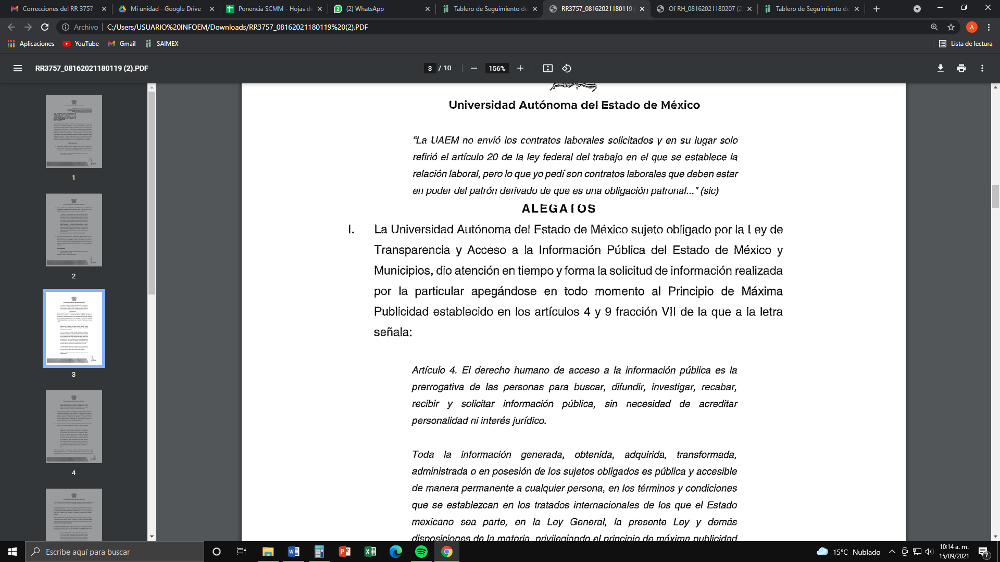 Correcciones del RR 3757 -
Mi unidad - Google Drive
Ponencia SCMM - Hojas de
(2) WhatsApp
Tablero de Seguimiento de
RR3757_08162021180119
Of RH_08162021180207 (2
Tablero de Seguimiento de
Archivo
C:/Users/USUARIO%20INFOEM/Downloads/RR3757_08162021180119%20(2).PDF
Aplicaciones
YouTube
Gmail
SAIMEX
Lista de lectura
RR3757_08162021180119 (2).PDF
3 / 10
156%
1
2
3
4
Universidad Autónoma del Estado de México
“La UAEM no envió los contratos laborales solicitados y en su lugar solo
refirió el artículo 20 de la ley federal del trabajo en el que se establece la
relación laboral, pero lo que yo pedí son contratos laborales que deben estar
en poder del patrón derivado de que es una obligación patronal...” (sic)
ALEGATOS
I. La Universidad Autónoma del Estado de México sujeto obligado por la Ley de
Transparencia y Acceso a la Información Pública del Estado de México y
Municipios, dio atención en tiempo y forma la solicitud de información realizada
por la particular apegándose en todo momento al Principio de Máxima
Publicidad establecido en los artículos 4 y 9 fracción VII de la que a la letra
señala:
Artículo 4. El derecho humano de acceso a la información pública es la
prerrogativa de las personas para buscar, difundir, investigar, recabar,
recibir y solicitar información pública, sin necesidad de acreditar
personalidad ni interés jurídico.
Toda la información generada, obtenida, adquirida, transformada,
administrada o en posesión de los sujetos obligados es pública y accesible
de manera permanente a cualquier persona, en los términos y condiciones
que se establezcan en los tratados internacionales de los que el Estado
mexicano sea parte, en la Ley General, la presente Ley y demás
disposiciones de la materia, privilegiando el principio de máxima publicidad
Escribe aquí para buscar
15°C Nublado
10:14 a. m.
15/09/2021
7